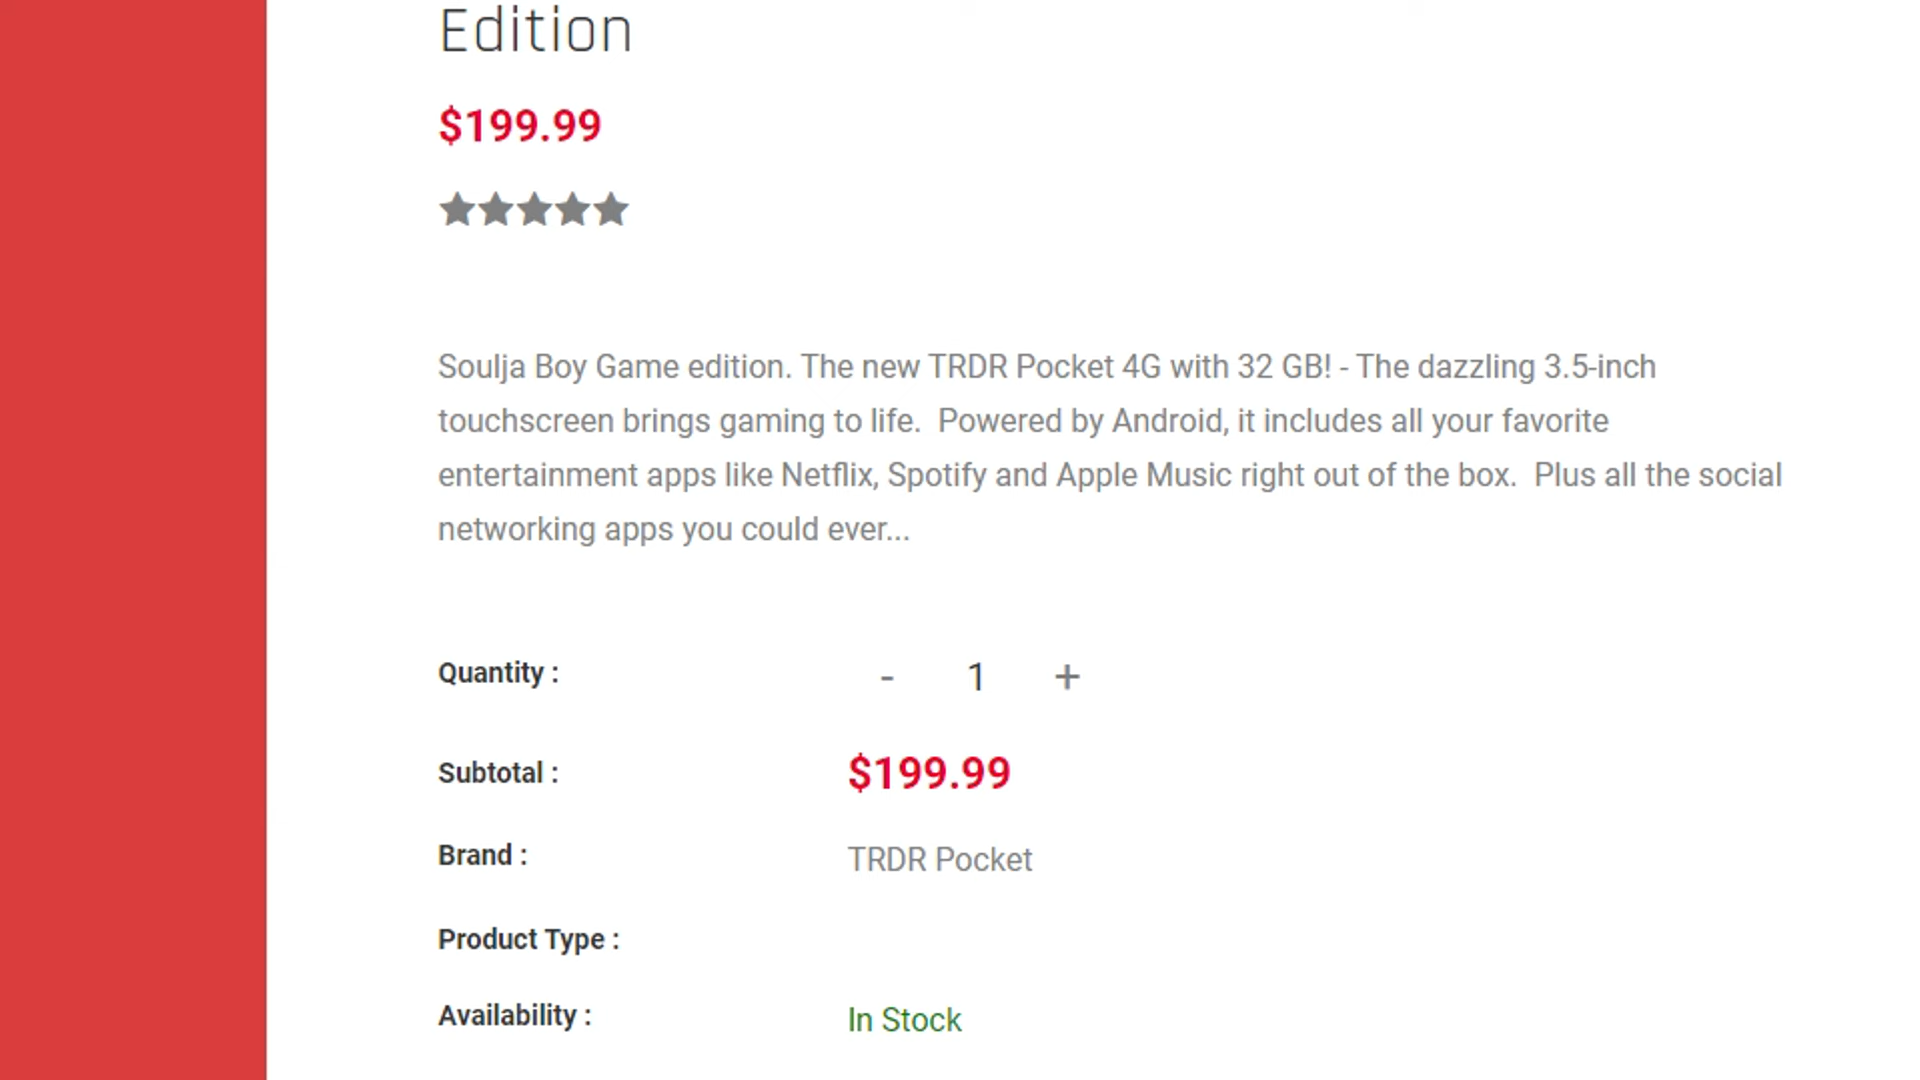 Edition
$199.99
Soulja Boy Game edition. The new TRDR Pocket 4G with 32 GB! - The dazzling 3.5-inch
touchscreen brings gaming to life.  Powered by Android, it includes all your favorite
entertainment apps like Netflix, Spotify and Apple Music right out of the box.  Plus all the social
networking apps you could ever...
Quantity : - 1 +
Subtotal : $199.99
Brand : TRDR Pocket
Product Type :
Availability : In Stock